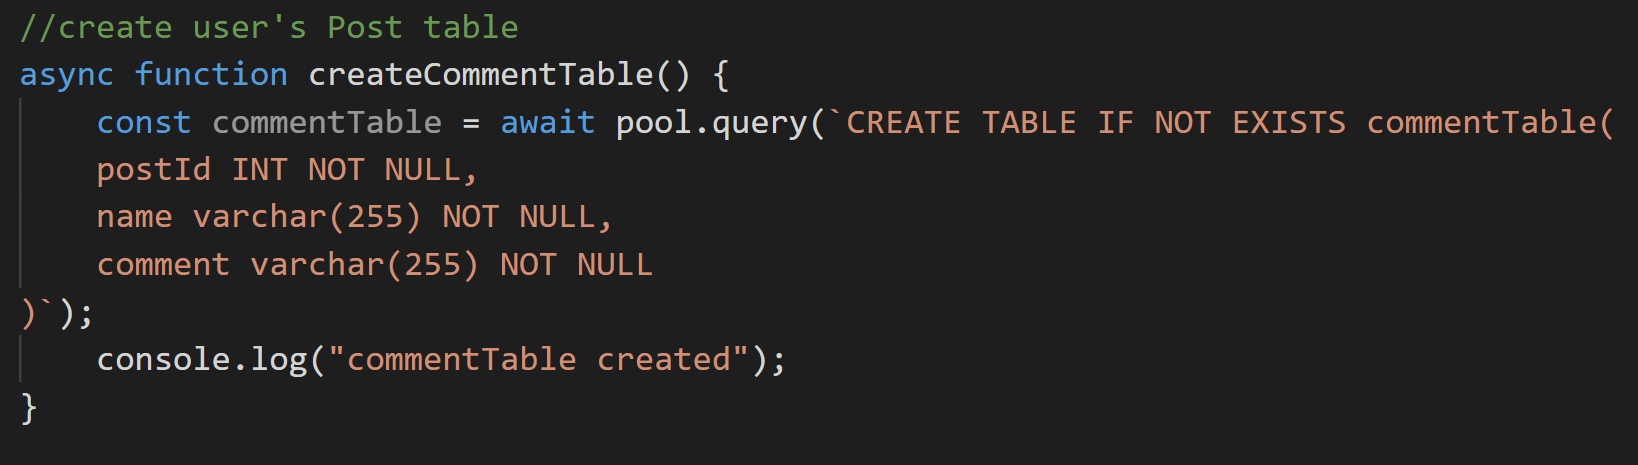 //create user's Post table
async function createCommentTable() {
    const commentTable = await pool.query(`CREATE TABLE IF NOT EXISTS commentTable(
    postId INT NOT NULL,
    name varchar(255) NOT NULL,
    comment varchar(255) NOT NULL
)`);
    console.log("commentTable created");
}